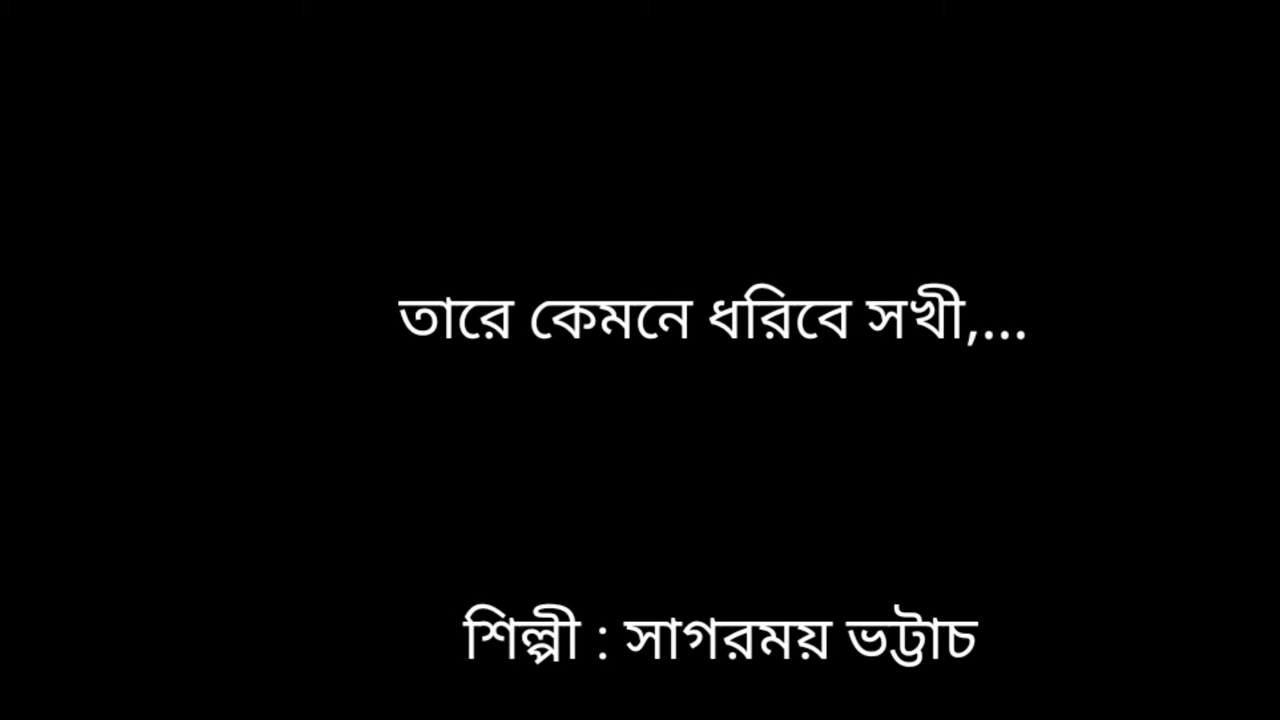 তারে কেমনে ধরিবে সখী,...
শিল্পী : সাগরময় ভট্টাচ